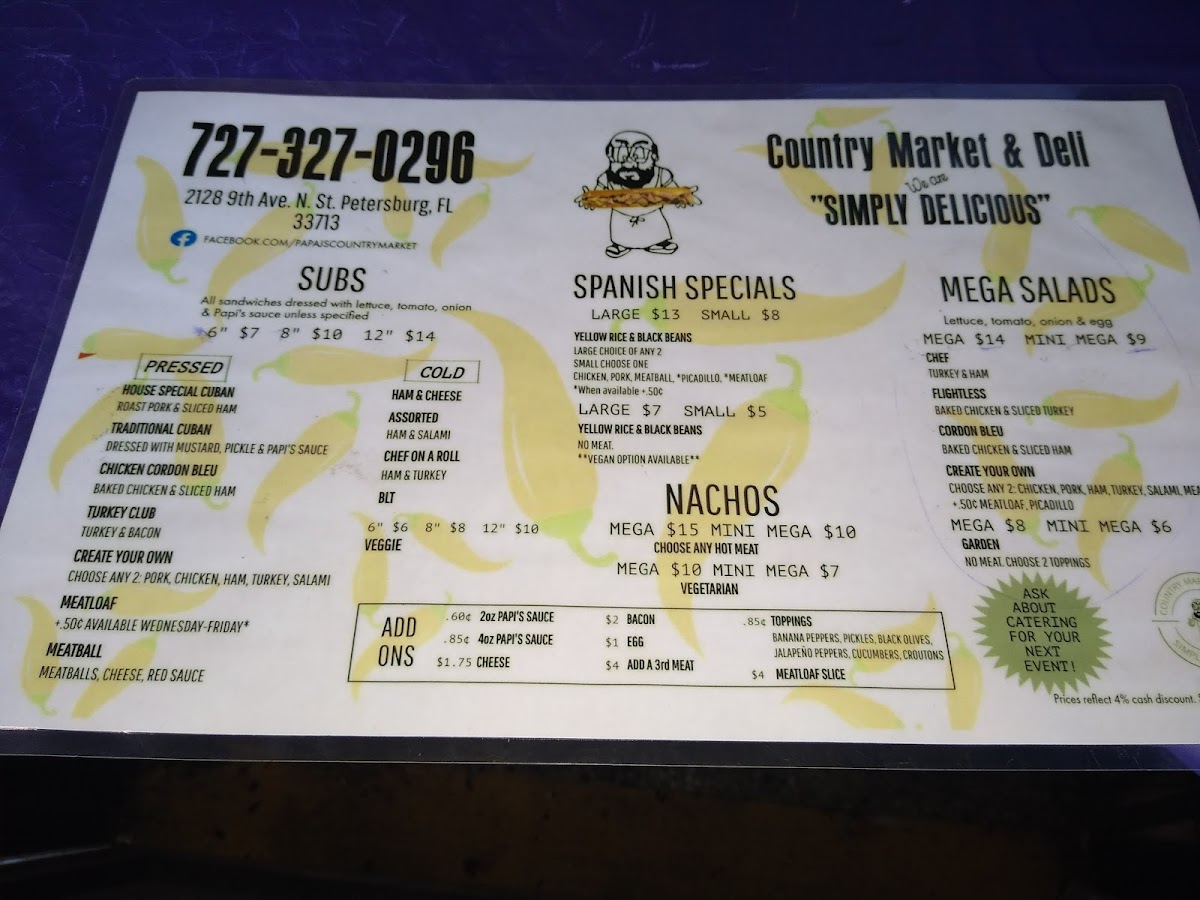 727-327-0296
2128 9th Ave. N. St. Petersburg, FL
33713
FACEBOOK.COM/PAPAJSCOUNTRYMARKET
Country Market & Deli
We are
"SIMPLY DELICIOUS"
SUBS
All sandwiches dressed with lettuce, tomato, onion
& Papi's sauce unless specified
6" $7 8" $10 12" $14
PRESSED
HOUSE SPECIAL CUBAN
ROAST PORK & SLICED HAM
TRADITIONAL CUBAN
DRESSED WITH MUSTARD, PICKLE & PAPI'S SAUCE
CHICKEN CORDON BLEU
BAKED CHICKEN & SLICED HAM
TURKEY CLUB
TURKEY & BACON
CREATE YOUR OWN
CHOOSE ANY 2: PORK, CHICKEN, HAM, TURKEY, SALAMI
MEATLOAF
+.50¢ AVAILABLE WEDNESDAY-FRIDAY*
MEATBALL
MEATBALLS, CHEESE, RED SAUCE
COLD
HAM & CHEESE
ASSORTED
HAM & SALAMI
CHEF ON A ROLL
HAM & TURKEY
BLT
6" $6 8" $8 12" $10
VEGGIE
SPANISH SPECIALS
LARGE $13 SMALL $8
YELLOW RICE & BLACK BEANS
LARGE CHOICE OF ANY 2
SMALL CHOOSE ONE
CHICKEN, PORK, MEATBALL, *PICADILLO, *MEATLOAF
*When available +.50¢
LARGE $7 SMALL $5
YELLOW RICE & BLACK BEANS
NO MEAT.
**VEGAN OPTION AVAILABLE**
NACHOS
MEGA $15 MINI MEGA $10
CHOOSE ANY HOT MEAT
MEGA $10 MINI MEGA $7
VEGETARIAN
MEGA SALADS
Lettuce, tomato, onion & egg
MEGA $14 MINI MEGA $9
CHEF
TURKEY & HAM
FLIGHTLESS
BAKED CHICKEN & SLICED TURKEY
CORDON BLEU
BAKED CHICKEN & SLICED HAM
CREATE YOUR OWN
CHOOSE ANY 2: CHICKEN, PORK, HAM, TURKEY, SALAMI,
+.50¢ MEATLOAF, PICADILLO
MEGA $8 MINI MEGA $6
GARDEN
NO MEAT. CHOOSE 2 TOPPINGS
ADD
ONS
.60¢ 2oz PAPI'S SAUCE
.85¢ 4oz PAPI'S SAUCE
$1.75 CHEESE
$2 BACON
$1 EGG
$4 ADD A 3rd MEAT
.85¢ TOPPINGS
BANANA PEPPERS, PICKLES, BLACK OLIVES,
JALAPEÑO PEPPERS, CUCUMBERS, CROUTONS
$4 MEATLOAF SLICE
ASK
ABOUT
CATERING
FOR YOUR
NEXT
EVENT!
COUNTRY
Prices reflect 4% cash discount.